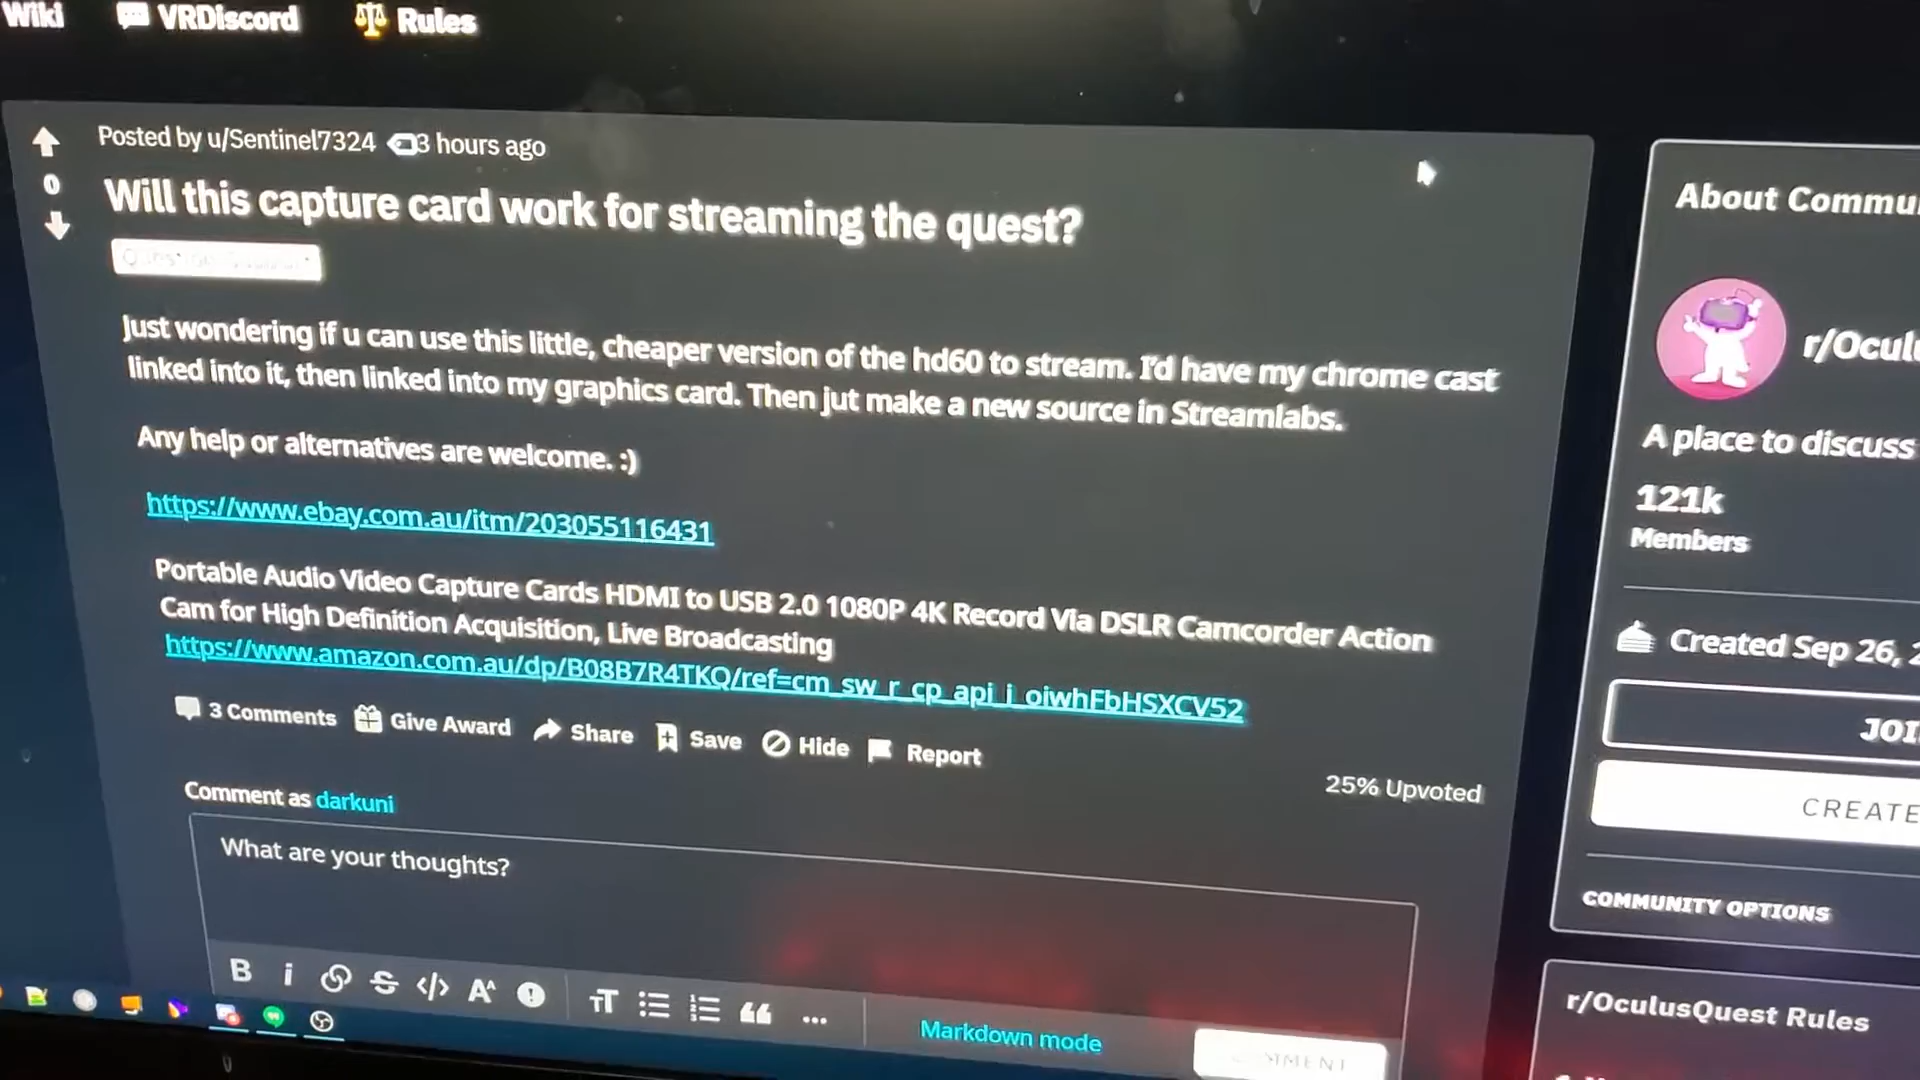 Wiki VRDiscord Rules
Posted by u/Sentinel7324 3 hours ago
0
Will this capture card work for streaming the quest?
Just wondering if u can use this little, cheaper version of the hd60 to stream. I'd have my chrome cast
linked into it, then linked into my graphics card. Then jut make a new source in Streamlabs.
Any help or alternatives are welcome. :)
https://www.ebay.com.au/itm/203055116431
Portable Audio Video Capture Cards HDMI to USB 2.0 1080P 4K Record Via DSLR Camcorder Action
Cam for High Definition Acquisition, Live Broadcasting
https://www.amazon.com.au/dp/B08B7R4TKQ/ref=cm_sw_r_cp_api_i_oiwhFbHSXCV52
3 Comments Give Award Share Save Hide Report
25% Upvoted
Comment as darkuni
What are your thoughts?
B i S </> A^ ! TT ...
Markdown mode
About Commu
r/Ocul
A place to discuss
121k
Members
Created Sep 26, 2
JOI
CREATE
COMMUNITY OPTIONS
r/OculusQuest Rules